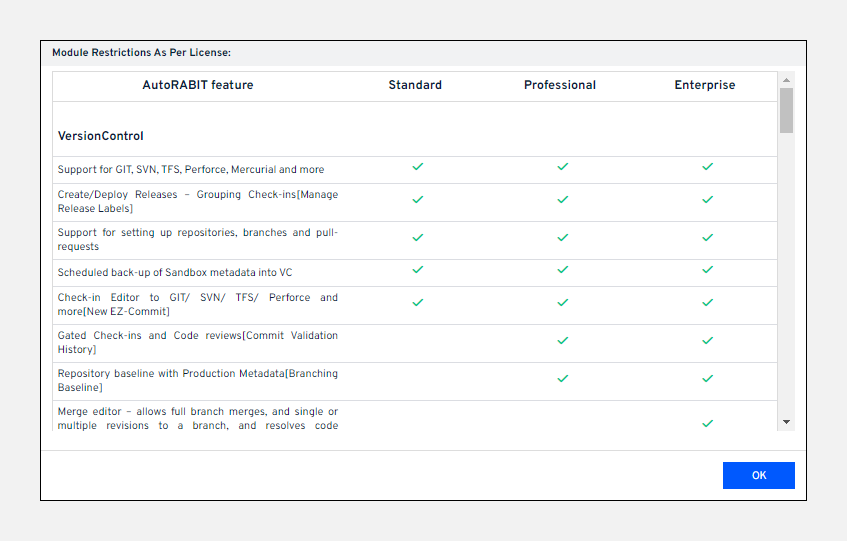 Module Restrictions As Per License:
AutoRABIT feature Standard Professional Enterprise
VersionControl
Support for GIT, SVN, TFS, Perforce, Mercurial and more
Create/Deploy Releases – Grouping Check-ins[Manage
Release Labels]
Support for setting up repositories, branches and pull-
requests
Scheduled back-up of Sandbox metadata into VC
Check-in Editor to GIT/ SVN/ TFS/ Perforce and
more[New EZ-Commit]
Gated Check-ins and Code reviews[Commit Validation
History]
Repository baseline with Production Metadata[Branching
Baseline]
Merge editor – allows full branch merges, and single or
multiple revisions to a branch, and resolves code
OK